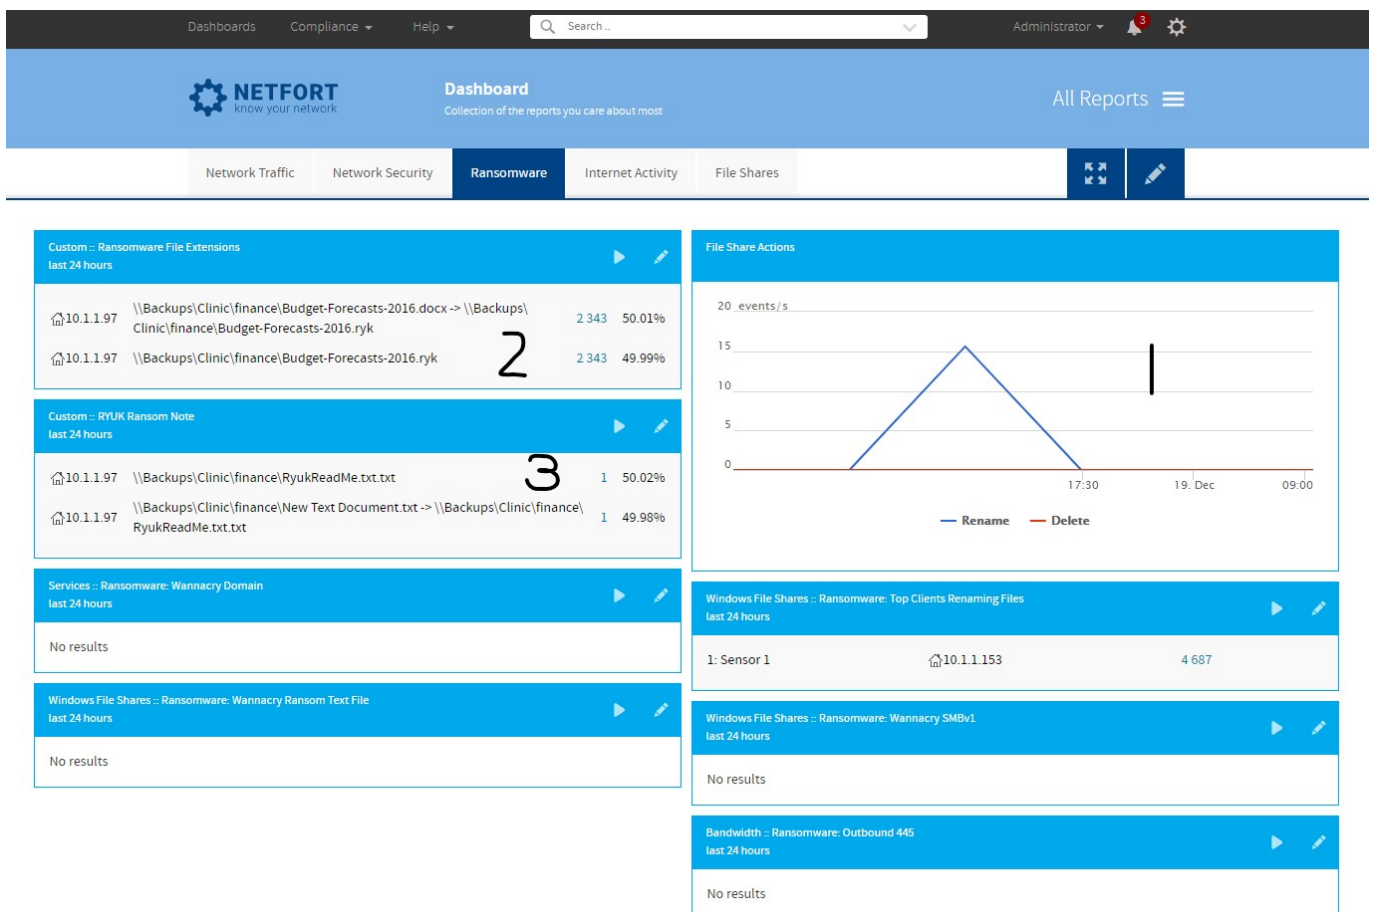 Dashboards Compliance Help Search .. Administrator 3
NETFORT
know your network
Dashboard
Collection of the reports you care about most
All Reports
Network Traffic Network Security Ransomware Internet Activity File Shares
Custom :: Ransomware File Extensions
last 24 hours
10.1.1.97 \\Backups\Clinic\finance\Budget-Forecasts-2016.docx -> \\Backups\
Clinic\finance\Budget-Forecasts-2016.ryk 2 343 50.01%
10.1.1.97 \\Backups\Clinic\finance\Budget-Forecasts-2016.ryk 2 343 49.99%
2
Custom :: RYUK Ransom Note
last 24 hours
10.1.1.97 \\Backups\Clinic\finance\RyukReadMe.txt.txt 1 50.02%
3
10.1.1.97 \\Backups\Clinic\finance\New Text Document.txt -> \\Backups\Clinic\finance\
RyukReadMe.txt.txt 1 49.98%
Services :: Ransomware: Wannacry Domain
last 24 hours
No results
Windows File Shares :: Ransomware: Wannacry Ransom Text File
last 24 hours
No results
File Share Actions
20 events/s
15
1
10
5
0
17:30 19. Dec 09:00
Rename Delete
Windows File Shares :: Ransomware: Top Clients Renaming Files
last 24 hours
1: Sensor 1 10.1.1.153 4 687
Windows File Shares :: Ransomware: Wannacry SMBv1
last 24 hours
No results
Bandwidth :: Ransomware: Outbound 445
last 24 hours
No results